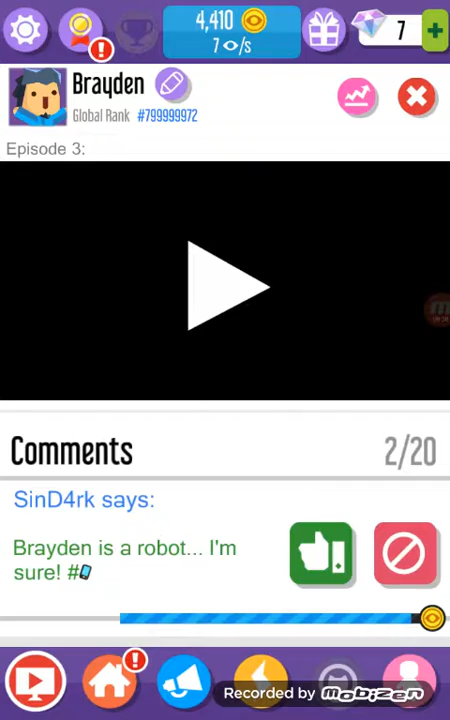 4,410
7 /s
7
Brayden
Global Rank #799999972
Episode 3:
Comments 2/20
SinD4rk says:
Brayden is a robot... I'm
sure! #
Recorded by mobizen